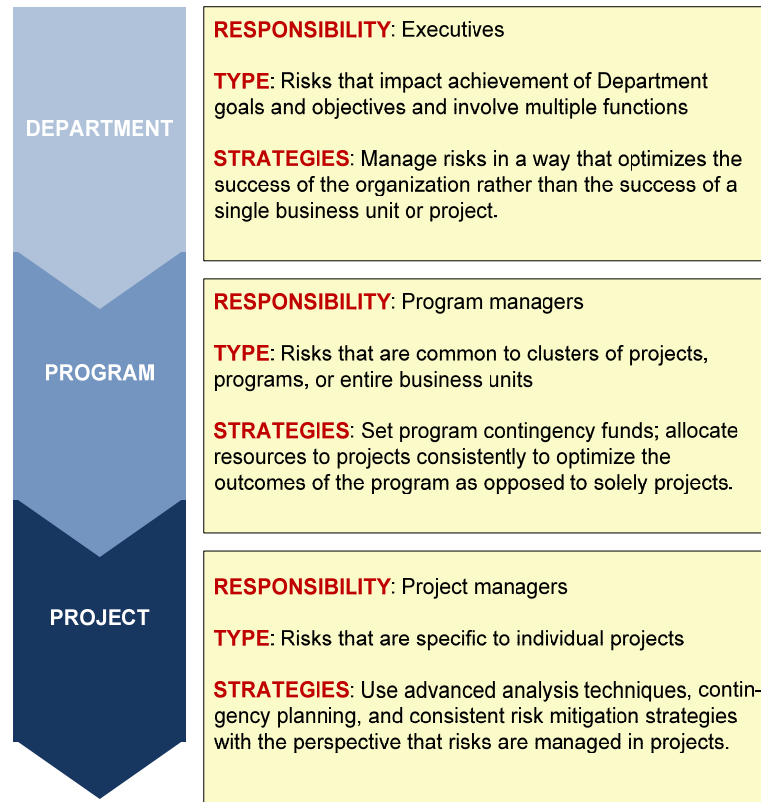 DEPARTMENT
RESPONSIBILITY: Executives
TYPE: Risks that impact achievement of Department
goals and objectives and involve multiple functions
STRATEGIES: Manage risks in a way that optimizes the
success of the organization rather than the success of a
single business unit or project.
PROGRAM
RESPONSIBILITY: Program managers
TYPE: Risks that are common to clusters of projects,
programs, or entire business units
STRATEGIES: Set program contingency funds; allocate
resources to projects consistently to optimize the
outcomes of the program as opposed to solely projects.
PROJECT
RESPONSIBILITY: Project managers
TYPE: Risks that are specific to individual projects
STRATEGIES: Use advanced analysis techniques, contin-
gency planning, and consistent risk mitigation strategies
with the perspective that risks are managed in projects.